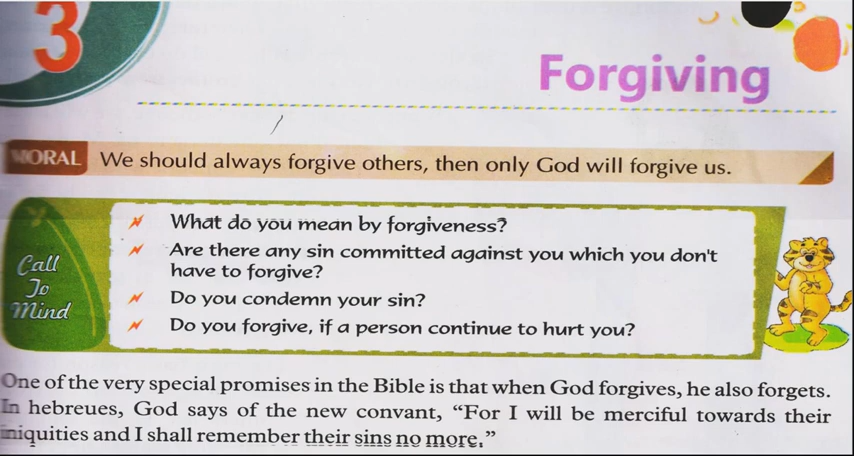 3
Forgiving
MORAL We should always forgive others, then only God will forgive us.
Call
To
Mind
What do you mean by forgiveness?
Are there any sin committed against you which you don't
have to forgive?
Do you condemn your sin?
Do you forgive, if a person continue to hurt you?
One of the very special promises in the Bible is that when God forgives, he also forgets.
In hebreues, God says of the new convant, “For I will be merciful towards their
iniquities and I shall remember their sins no more.”